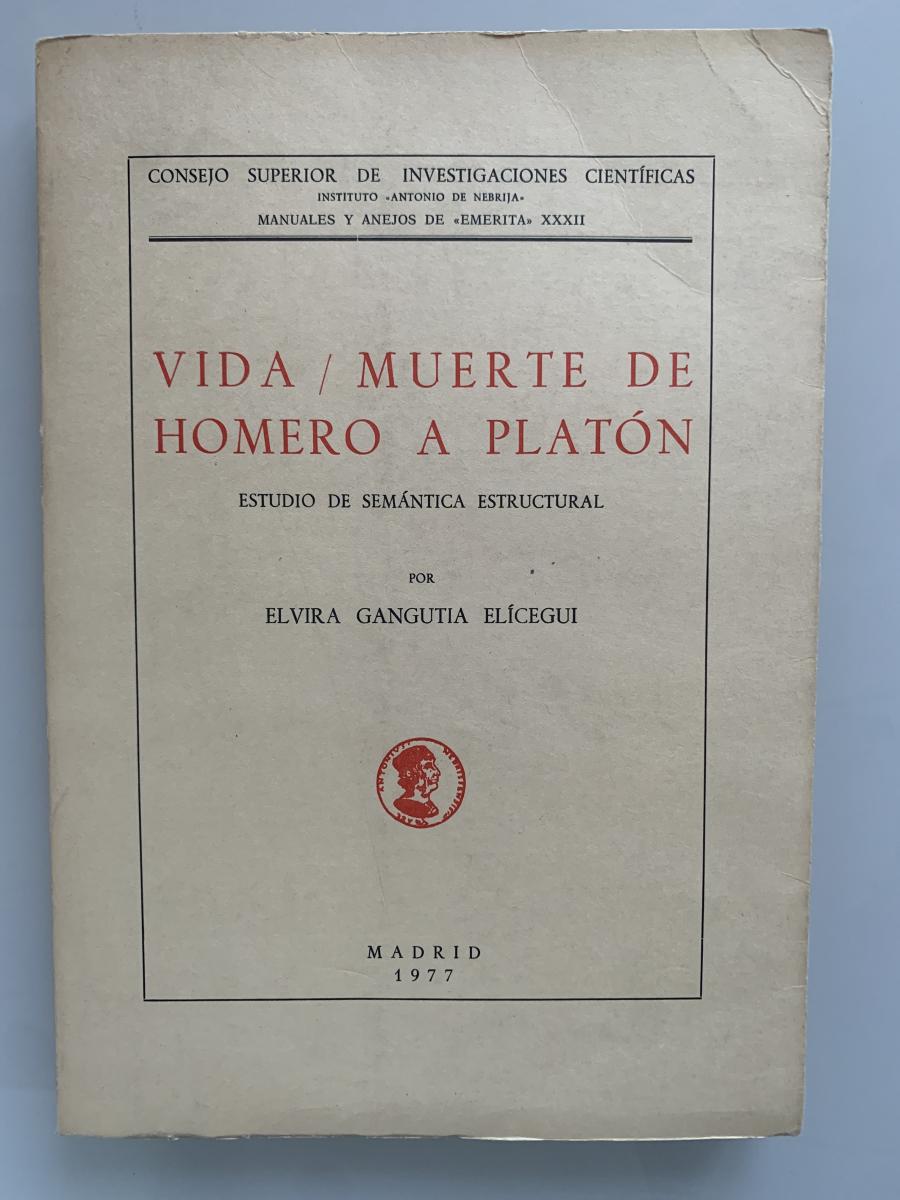 CONSEJO SUPERIOR DE INVESTIGACIONES CIENTÍFICAS
INSTITUTO «ANTONIO DE NEBRIJA»
MANUALES Y ANEJOS DE «EMERITA» XXXII
VIDA / MUERTE DE
HOMERO A PLATÓN
ESTUDIO DE SEMÁNTICA ESTRUCTURAL
POR
ELVIRA GANGUTIA ELÍCEGUI
MADRID
1977